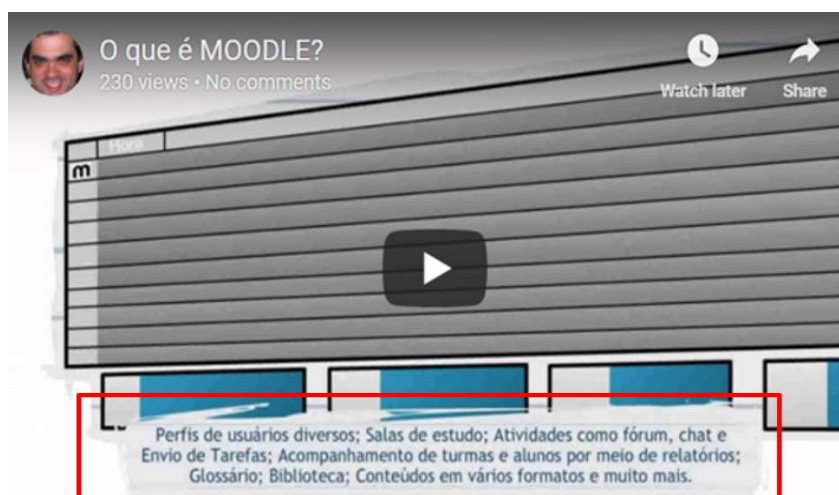 O que é MOODLE?
230 views • No comments
Watch later
Share
Hora
m
Perfis de usuários diversos; Salas de estudo; Atividades como fórum, chat e
Envio de Tarefas; Acompanhamento de turmas e alunos por meio de relatórios;
Glossário; Biblioteca; Conteúdos em vários formatos e muito mais.